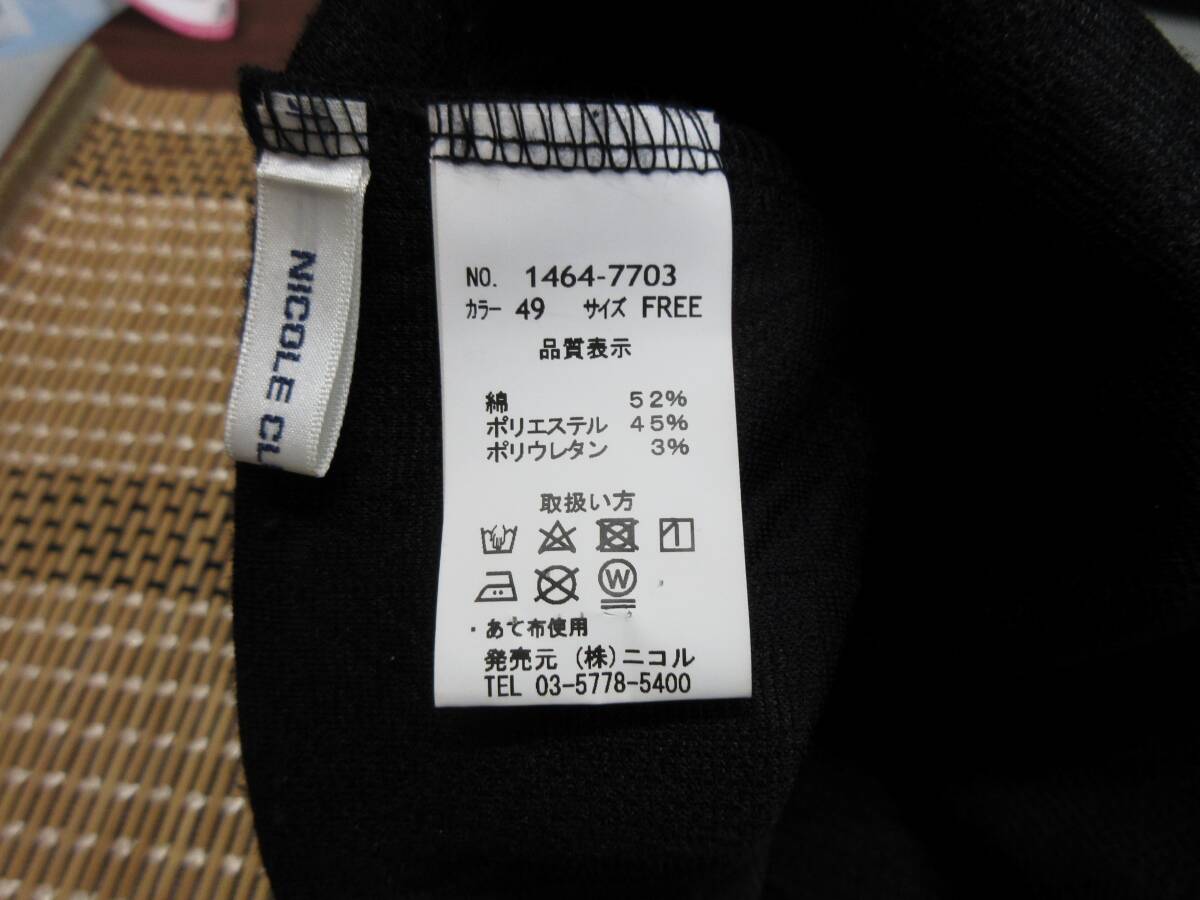 NICOLE
NO. 1464-7703
カラー 49 サイズ FREE
品質表示
綿 52%
ポリエステル 45%
ポリウレタン 3%
取扱い方
W
・あて布使用
発売元 (株)ニコル
TEL 03-5778-5400